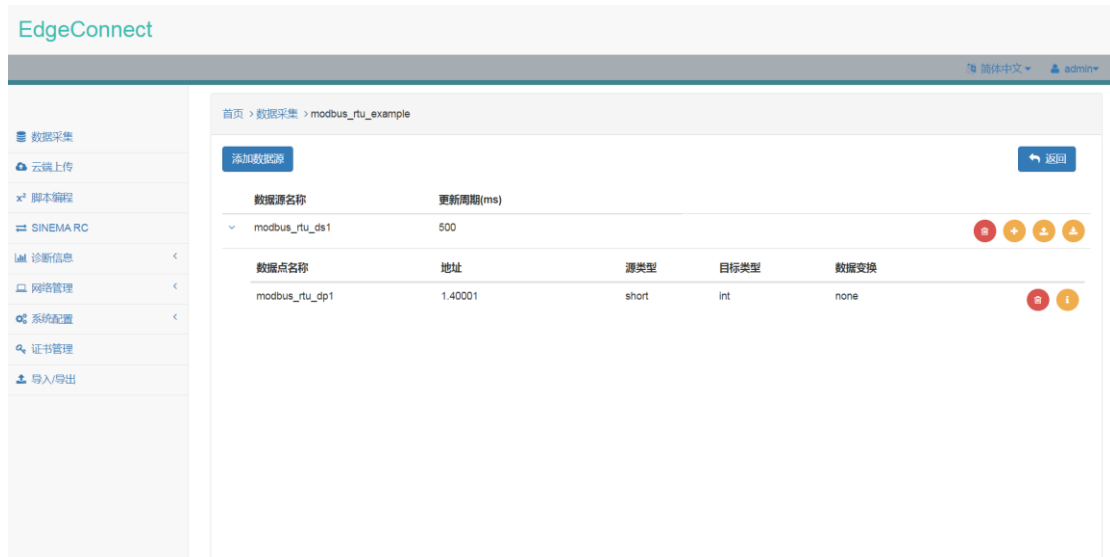 EdgeConnect
简体中文 admin
首页 > 数据采集 > modbus_rtu_example
数据采集
云端上传
x² 脚本编程
SINEMA RC
诊断信息
网络管理
系统配置
证书管理
导入/导出
添加数据源
返回
数据源名称 更新周期(ms)
modbus_rtu_ds1 500
数据点名称 地址 源类型 目标类型 数据变换
modbus_rtu_dp1 1.40001 short int none